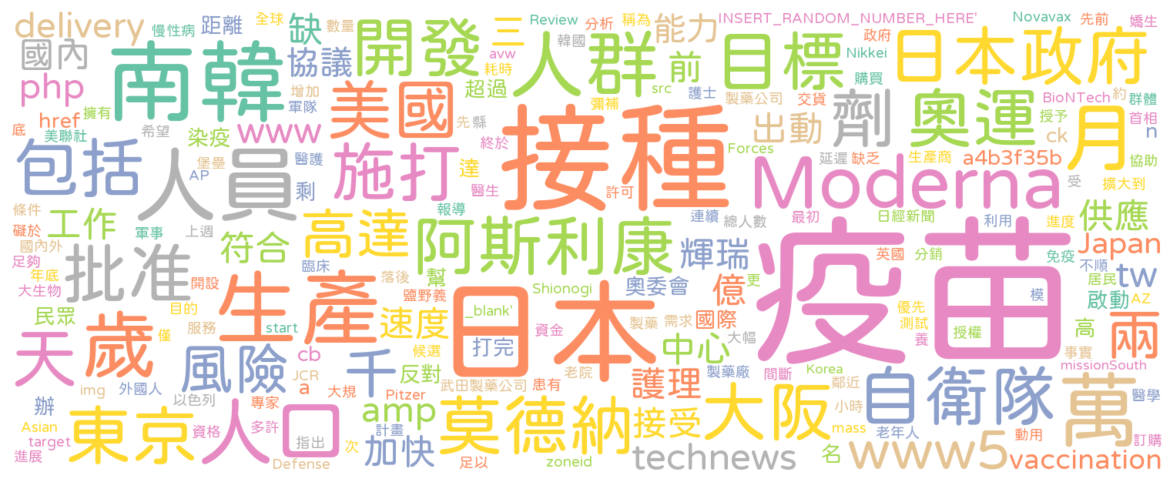 delivery
慢性病
距離
缺
開發
三
人群
Review
分析
稱為
能力
INSERT_RANDOM_NUMBER_HERE'
Novavax
先前
嬌生
全球
數量
國內
南韓
協議
韓國
政府
目標
Nikkei
日本政府
php
擁有
增加
軍隊
avw
耗時
超過
彌補
前
src
護士
製藥公司
購買
交貨
BioNTech
約
群體
href
底
美聯社
染疫
www
美國
先
縣
接種
出動
劑
奧運
授予
首相
ck
n
月
希望
終於
Forces
延遲
缺乏
生產商
a4b3f35b
協助
包括
堡壘
AP
醫護
人員
剩
施打
達
醫生
許可
Moderna
受
擴大到
條件
礙於
工作
軍事
上週
符合
高達
報導
阿斯利康
連續
總人數
最初
日經新聞
利用
進度
供應
輝瑞
國內外
足夠
批准
臨床
落後
幫
奧委會
英國
分銷
免疫
Japan
年底
大生物
開設
生產
鹽野義
Shionogi
億
更
疫苗
不順
居民
tw
民眾
目的
僅
速度
_blank'
日本
國際
模
優先
啟動
AZ
歲
服務
start
打完
資金
製藥
需求
大幅
測試
養
授權
高
兩
天
風險
cb
千
候選
反對
中心
製藥廠
間斷
Korea
事實
missionSouth
img
外國人
JCR
a
大規
武田製藥公司
患有
老院
護理
鄰近
自衛隊
萬
醫學
辦
以色列
專家
Pitzer
amp
莫德納
接受
大阪
小時
老年人
動用
訂購
Asian
target
東京
資格
多許
人口
指出
計畫
次
mass
名
進展
Defense
加快
足以
zoneid
technews
www5
vaccination